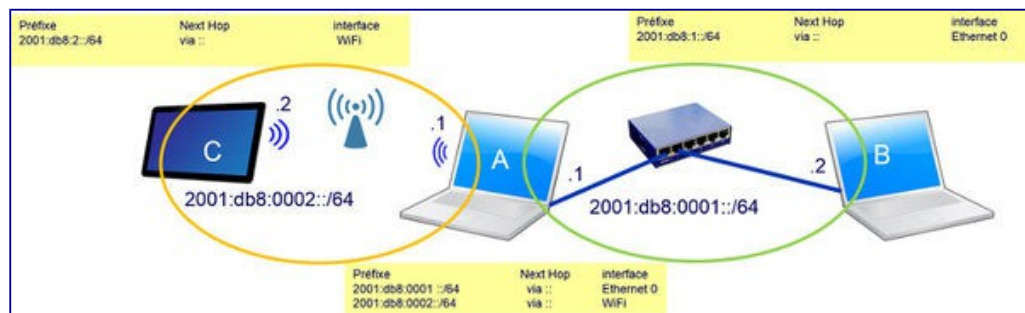 Préfixe Next Hop interface
2001:db8:2::/64 via :: WiFi
Préfixe Next Hop interface
2001:db8:1::/64 via :: Ethernet 0
.2
.1
C
A
B
.1
.2
2001:db8:0002::/64
2001:db8:0001::/64
Préfixe Next Hop interface
2001:db8:0001 ::/64 via :: Ethernet 0
2001:db8:0002::/64 via :: WiFi